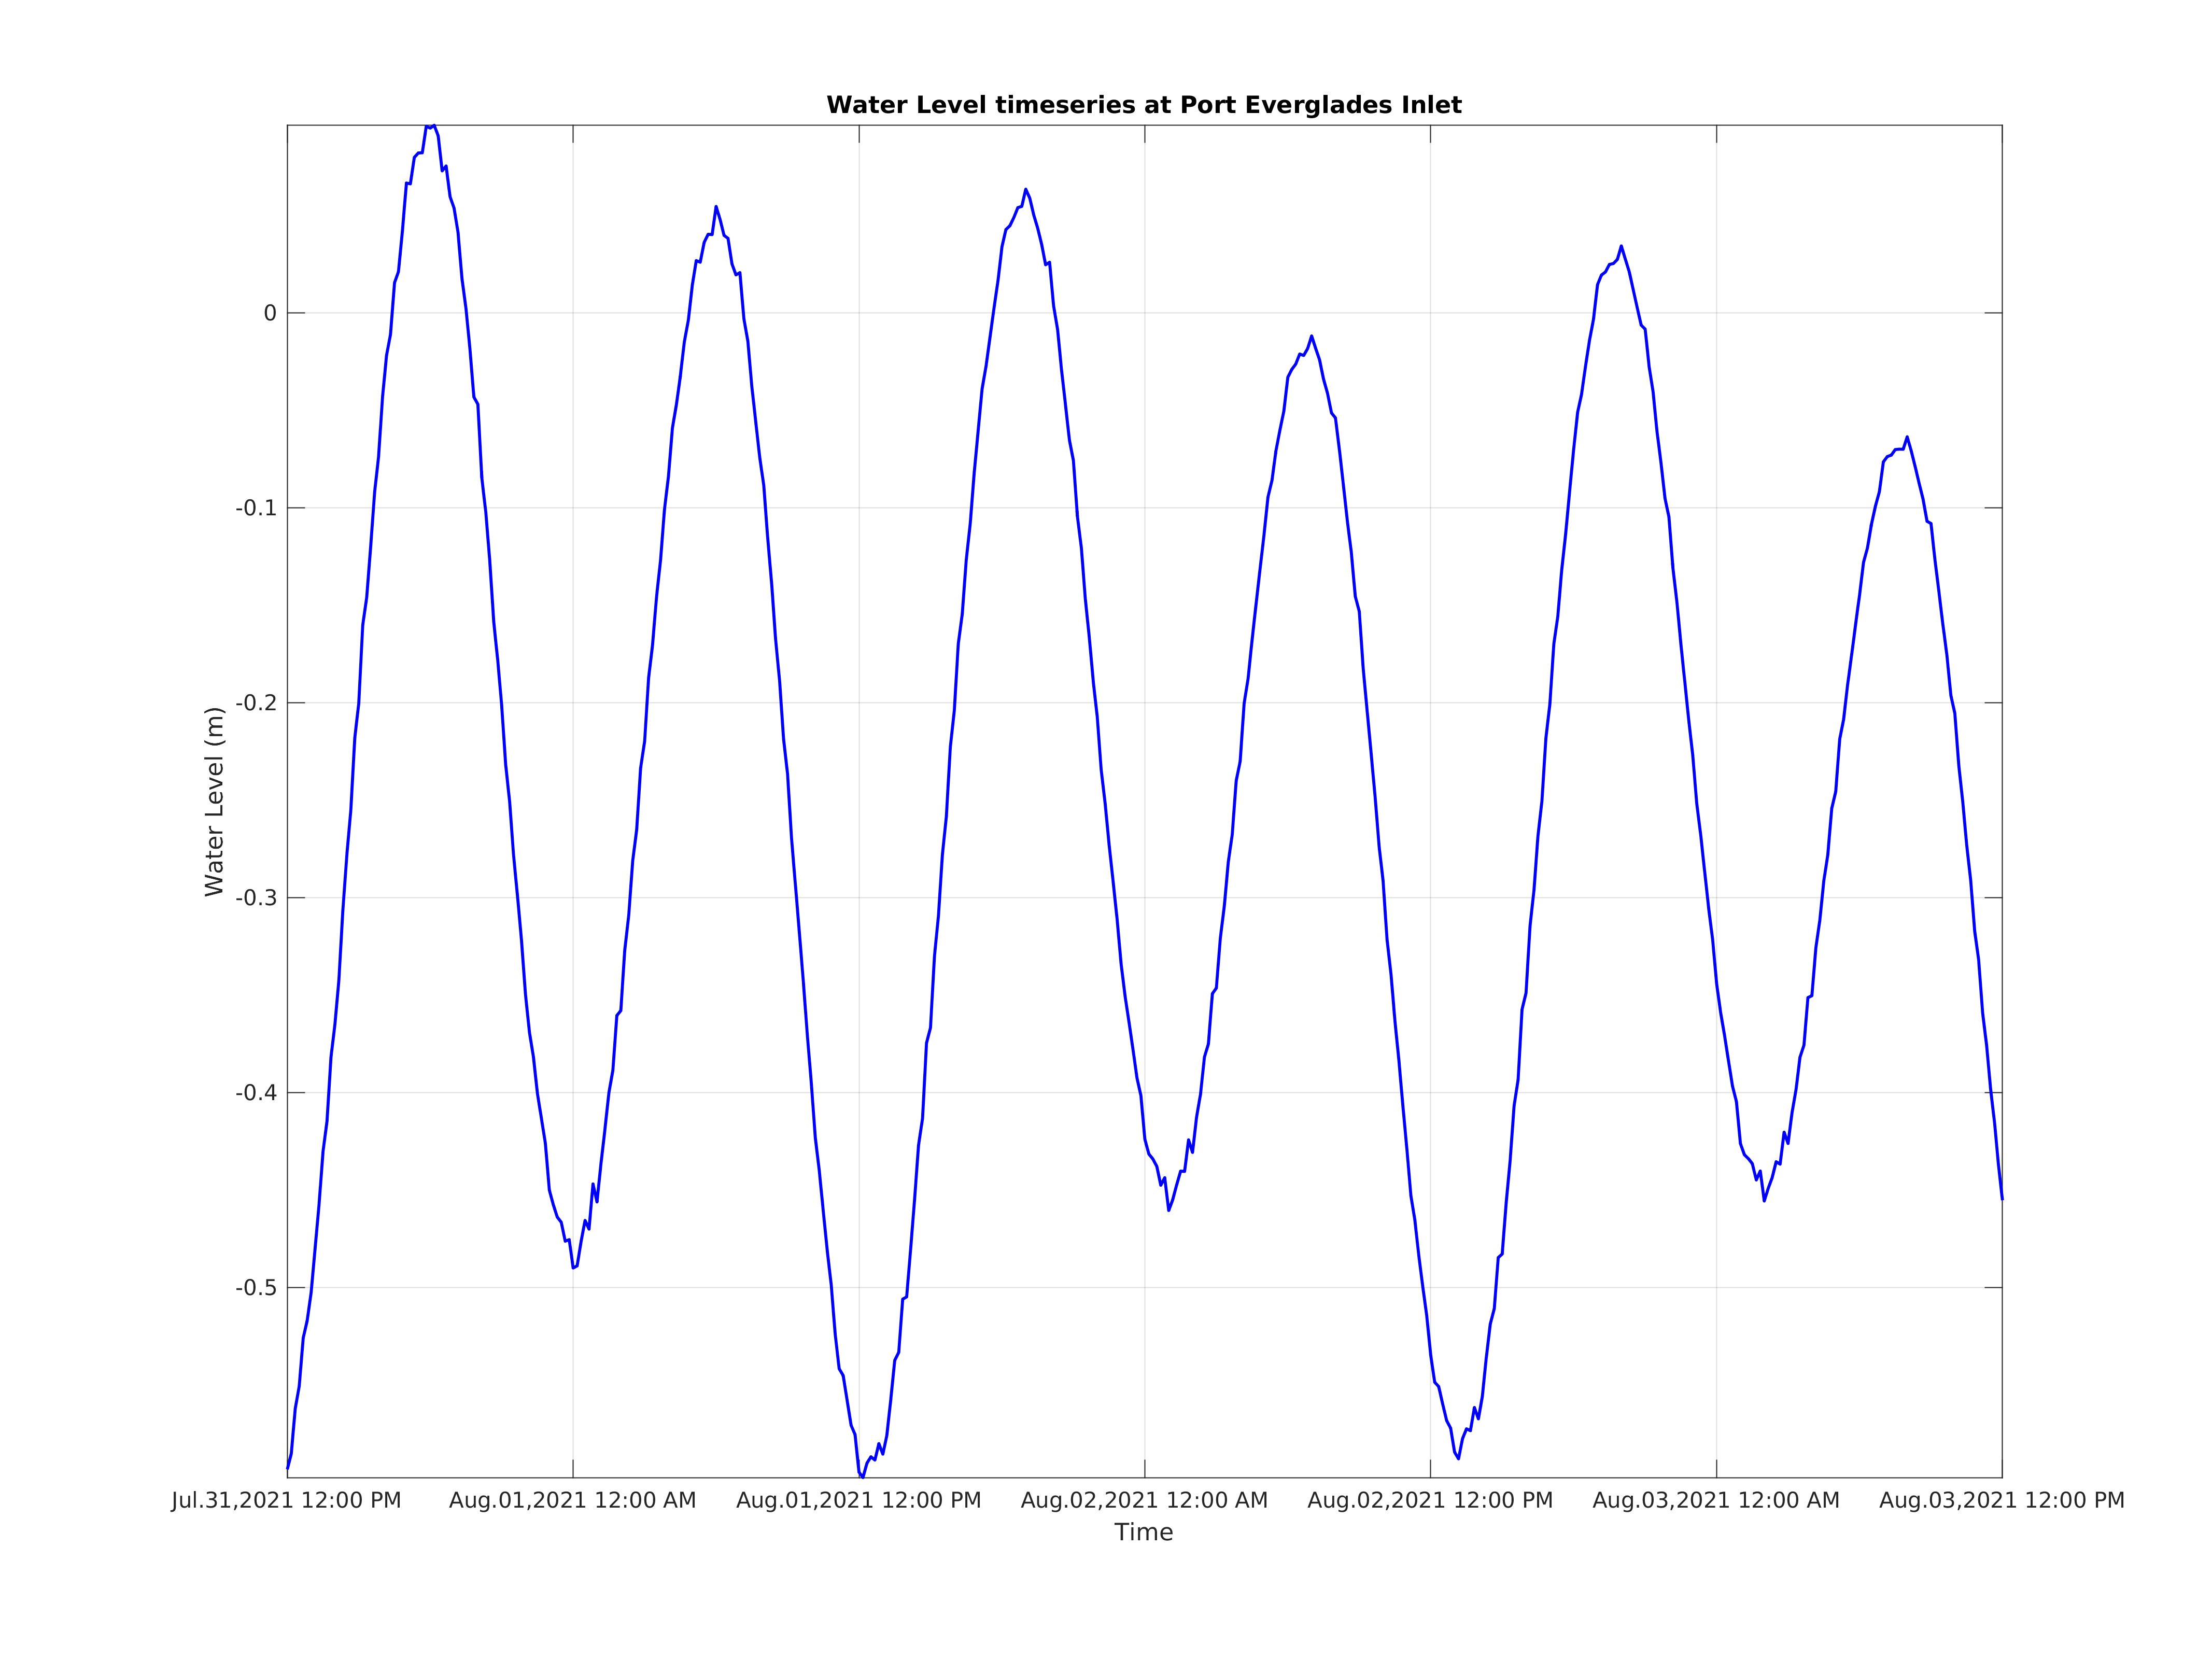 Water Level timeseries at Port Everglades Inlet
0
-0.1
-0.2
-0.3
-0.4
-0.5
Water Level (m)
Jul.31,2021 12:00 PM Aug.01,2021 12:00 AM Aug.01,2021 12:00 PM Aug.02,2021 12:00 AM Aug.02,2021 12:00 PM Aug.03,2021 12:00 AM Aug.03,2021 12:00 PM
Time